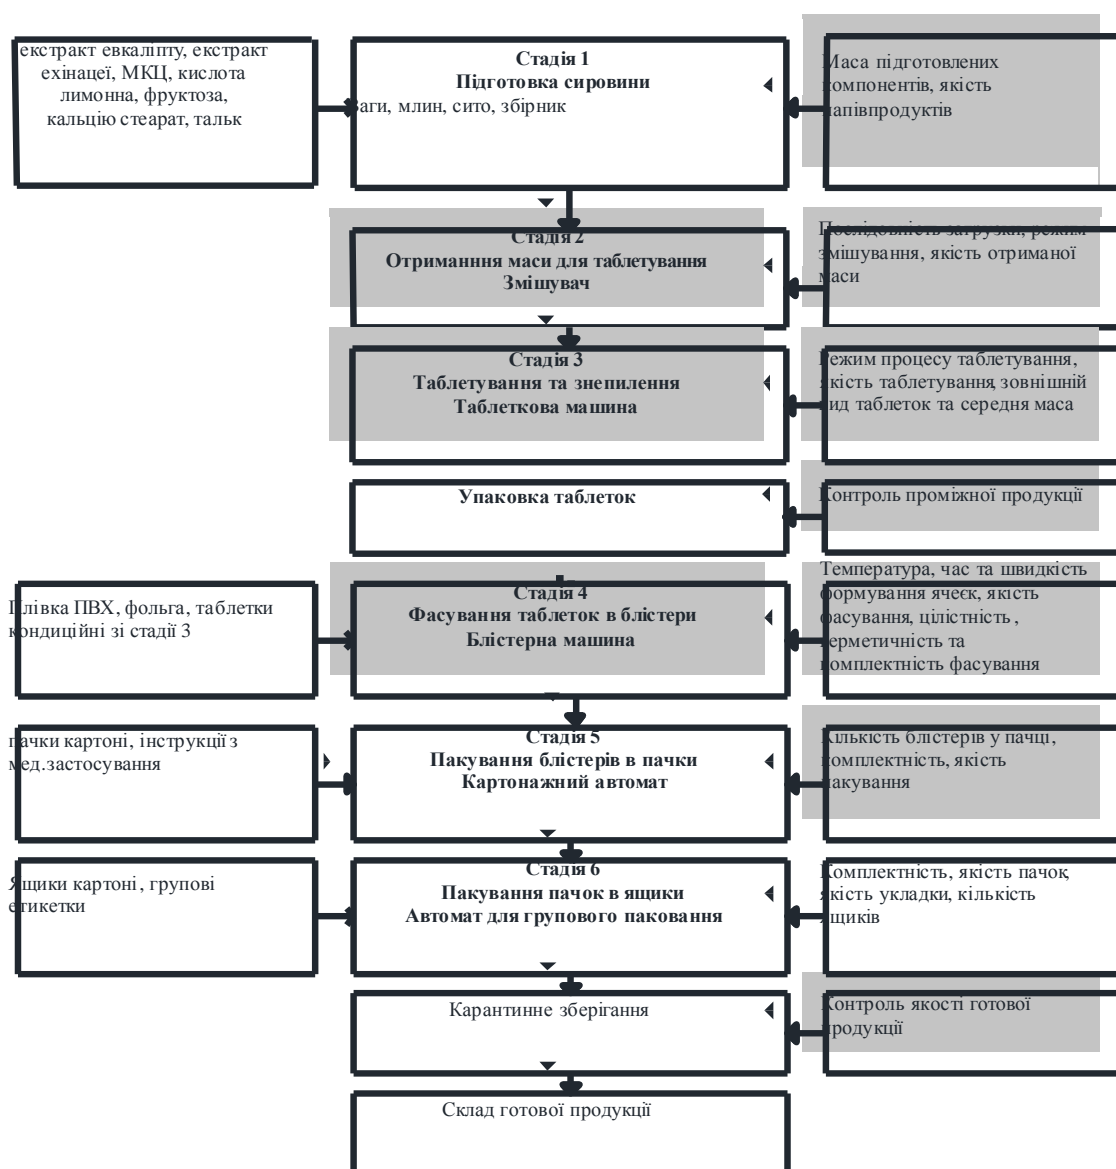 екстракт евкаліпту, екстракт
ехінацеї, МКЦ, кислота
лимонна, фруктоза,
кальцію стеарат, тальк
Стадія 1
Підготовка сировини
Ваги, млин, сито, збірник
Маса підготовлених
компонентів, якість
напівпродуктів
Стадія 2
Отриманння маси для таблетування
Змішувач
Послідовність загрузки, режим
змішування, якість отриманої
маси
Стадія 3
Таблетування та знепилення
Таблеткова машина
Режим процесу таблетування,
якість таблетування, зовнішній
вид таблеток та середня маса
Упаковка таблеток
Контроль проміжної продукції
Плівка ПВХ, фольга, таблетки
кондиційні зі стадії 3
Стадія 4
Фасування таблеток в блістери
Блістерна машина
Температура, час та швидкість
формування ячеєк, якість
фасування, цілістність,
герметичність та
комплектність фасування
пачки картоні, інструкції з
мед.застосування
Стадія 5
Пакування блістерів в пачки
Картонажний автомат
Кількість блістерів у пачці,
комплектність, якість
пакування
Ящики картоні, групові
етикетки
Стадія 6
Пакування пачок в ящики
Автомат для групового паковання
Комплектність, якість пачок,
якість укладки, кількість
ящиків
Карантинне зберігання
Контроль якості готової
продукції
Склад готової продукції